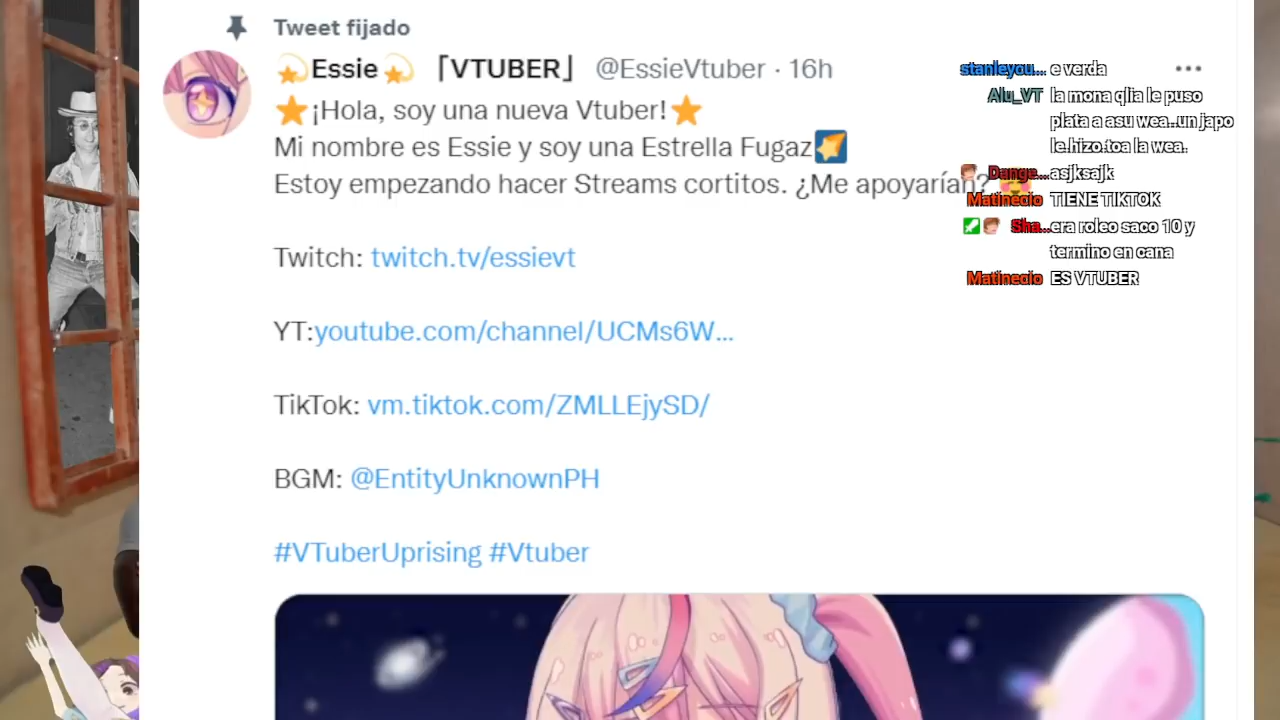 Tweet fijado
Essie 「VTUBER」 @EssieVtuber · 16h
¡Hola, soy una nueva Vtuber!
Mi nombre es Essie y soy una Estrella Fugaz
Estoy empezando hacer Streams cortitos. ¿Me apoyarían?
Twitch: twitch.tv/essievt
YT:youtube.com/channel/UCMs6W...
TikTok: vm.tiktok.com/ZMLLEjySD/
BGM: @EntityUnknownPH
#VTuberUprising #Vtuber
stanleyou... e verda
Alu_VT la mona qlia le puso
plata a asu wea..un japo
le.hizo.toa la wea.
Dange... asjksajk
Matinecio TIENE TIKTOK
Sha... era roleo saco 10 y
termino en cana
Matinecio ES VTUBER